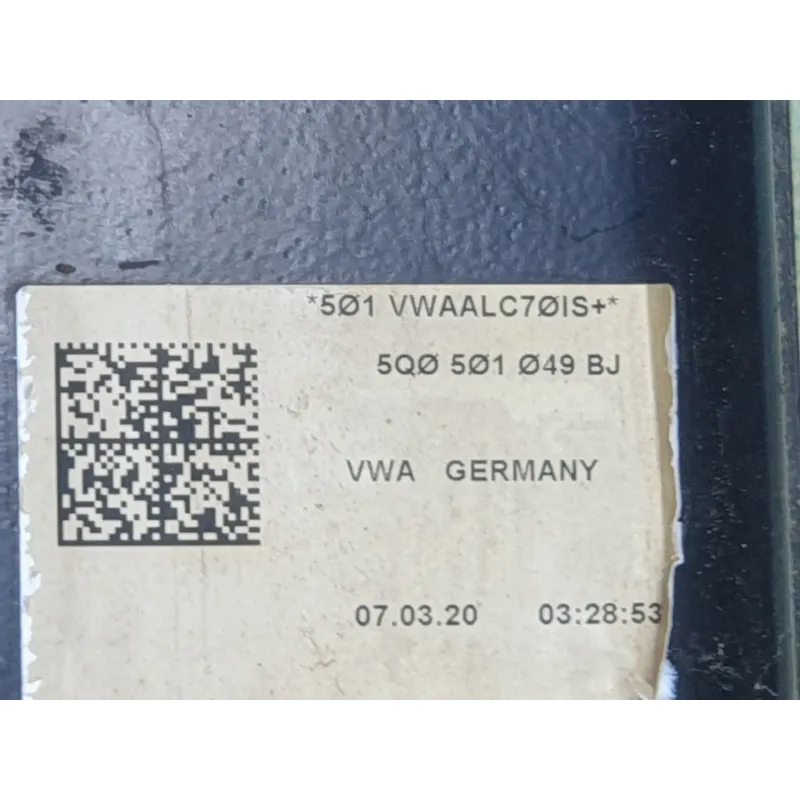 *5Ø1 VWAALC7ØIS+*
5QØ 5Ø1 Ø49 BJ
VWA GERMANY
07.03.20 03:28:53